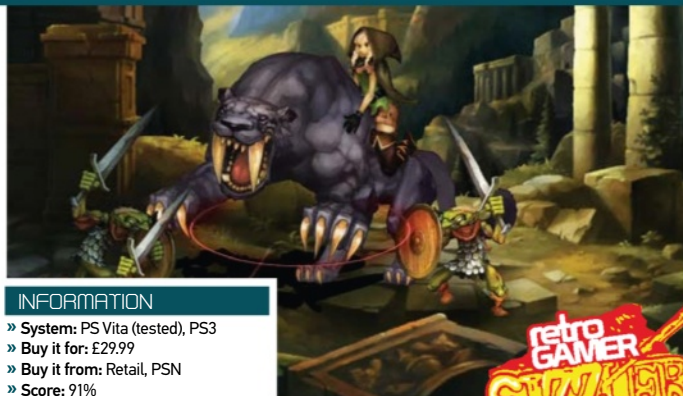 INFORMATION
» System: PS Vita (tested), PS3
» Buy it for: £29.99
» Buy it from: Retail, PSN
» Score: 91%
retro
GAMER
SIZZLER